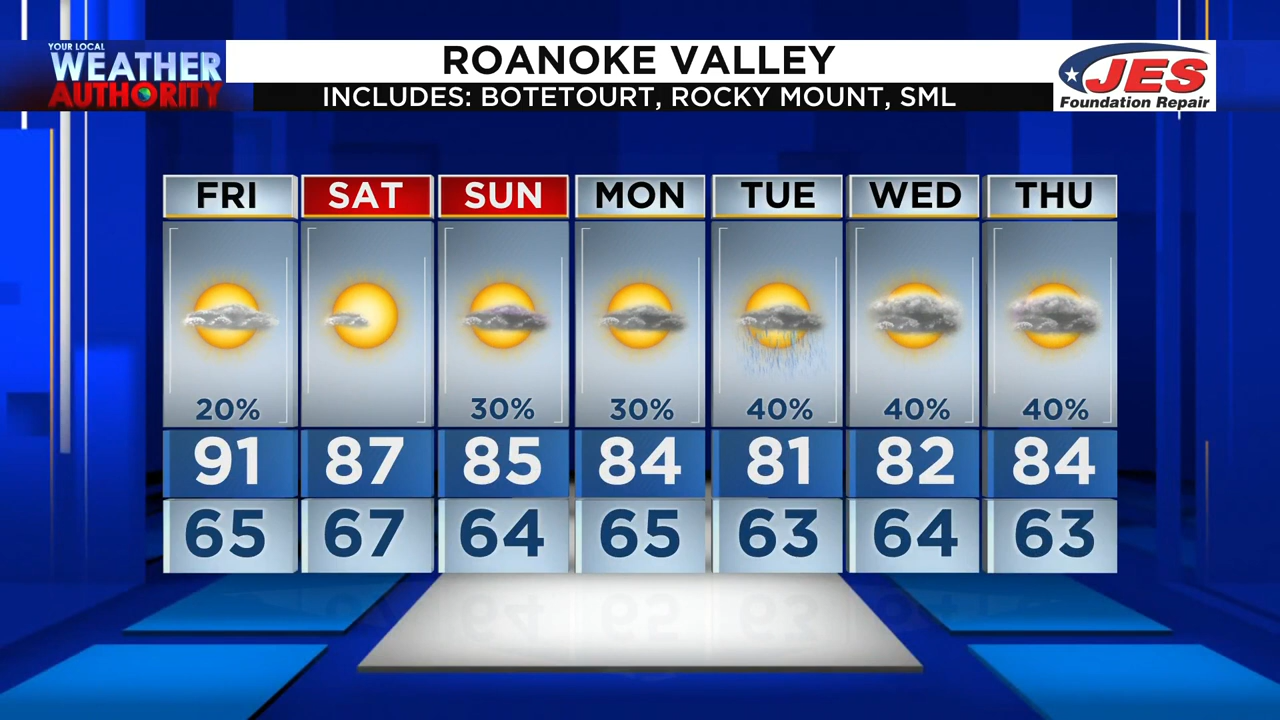 YOUR LOCAL
WEATHER
AUTHORITY
ROANOKE VALLEY
INCLUDES: BOTETOURT, ROCKY MOUNT, SML
JES
Foundation Repair
FRI SAT SUN MON TUE WED THU
20% 30% 30% 40% 40% 40%
91 87 85 84 81 82 84
65 67 64 65 63 64 63